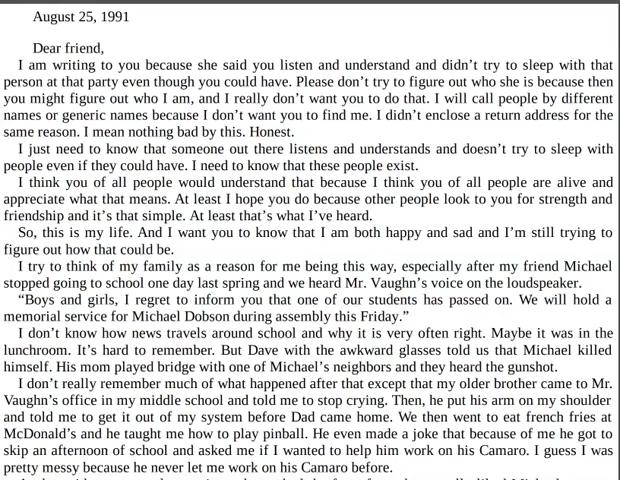 August 25, 1991
Dear friend,
I am writing to you because she said you listen and understand and didn’t try to sleep with that
person at that party even though you could have. Please don’t try to figure out who she is because then
you might figure out who I am, and I really don’t want you to do that. I will call people by different
names or generic names because I don’t want you to find me. I didn’t enclose a return address for the
same reason. I mean nothing bad by this. Honest.
I just need to know that someone out there listens and understands and doesn’t try to sleep with
people even if they could have. I need to know that these people exist.
I think you of all people would understand that because I think you of all people are alive and
appreciate what that means. At least I hope you do because other people look to you for strength and
friendship and it’s that simple. At least that’s what I’ve heard.
So, this is my life. And I want you to know that I am both happy and sad and I’m still trying to
figure out how that could be.
I try to think of my family as a reason for me being this way, especially after my friend Michael
stopped going to school one day last spring and we heard Mr. Vaughn’s voice on the loudspeaker.
“Boys and girls, I regret to inform you that one of our students has passed on. We will hold a
memorial service for Michael Dobson during assembly this Friday.”
I don’t know how news travels around school and why it is very often right. Maybe it was in the
lunchroom. It’s hard to remember. But Dave with the awkward glasses told us that Michael killed
himself. His mom played bridge with one of Michael’s neighbors and they heard the gunshot.
I don’t really remember much of what happened after that except that my older brother came to Mr.
Vaughn’s office in my middle school and told me to stop crying. Then, he put his arm on my shoulder
and told me to get it out of my system before Dad came home. We then went to eat french fries at
McDonald’s and he taught me how to play pinball. He even made a joke that because of me he got to
skip an afternoon of school and asked me if I wanted to help him work on his Camaro. I guess I was
pretty messy because he never let me work on his Camaro before.